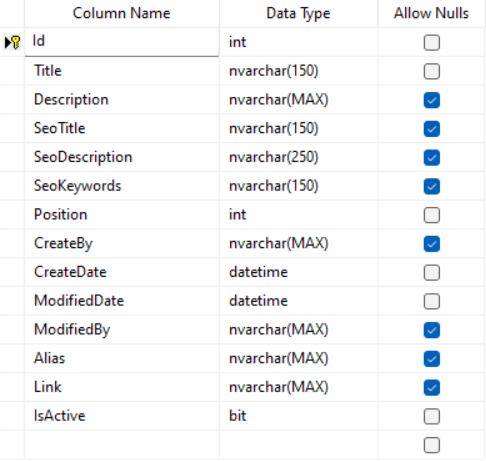 Column Name Data Type Allow Nulls
Id int
Title nvarchar(150)
Description nvarchar(MAX)
SeoTitle nvarchar(150)
SeoDescription nvarchar(250)
SeoKeywords nvarchar(150)
Position int
CreateBy nvarchar(MAX)
CreateDate datetime
ModifiedDate datetime
ModifiedBy nvarchar(MAX)
Alias nvarchar(MAX)
Link nvarchar(MAX)
IsActive bit